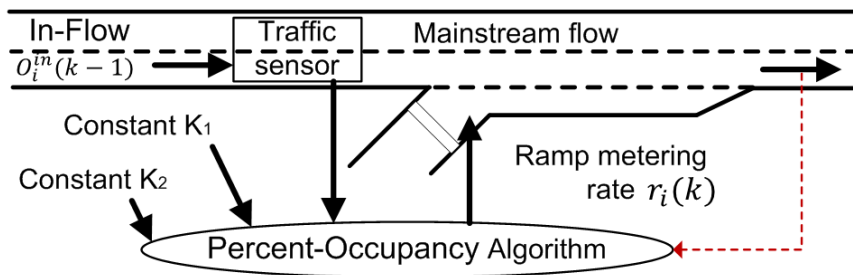 In-Flow
Traffic
sensor
Mainstream flow
O_i^{in}(k-1)
Constant K₁
Constant K₂
Ramp metering
rate r_i(k)
Percent-Occupancy Algorithm